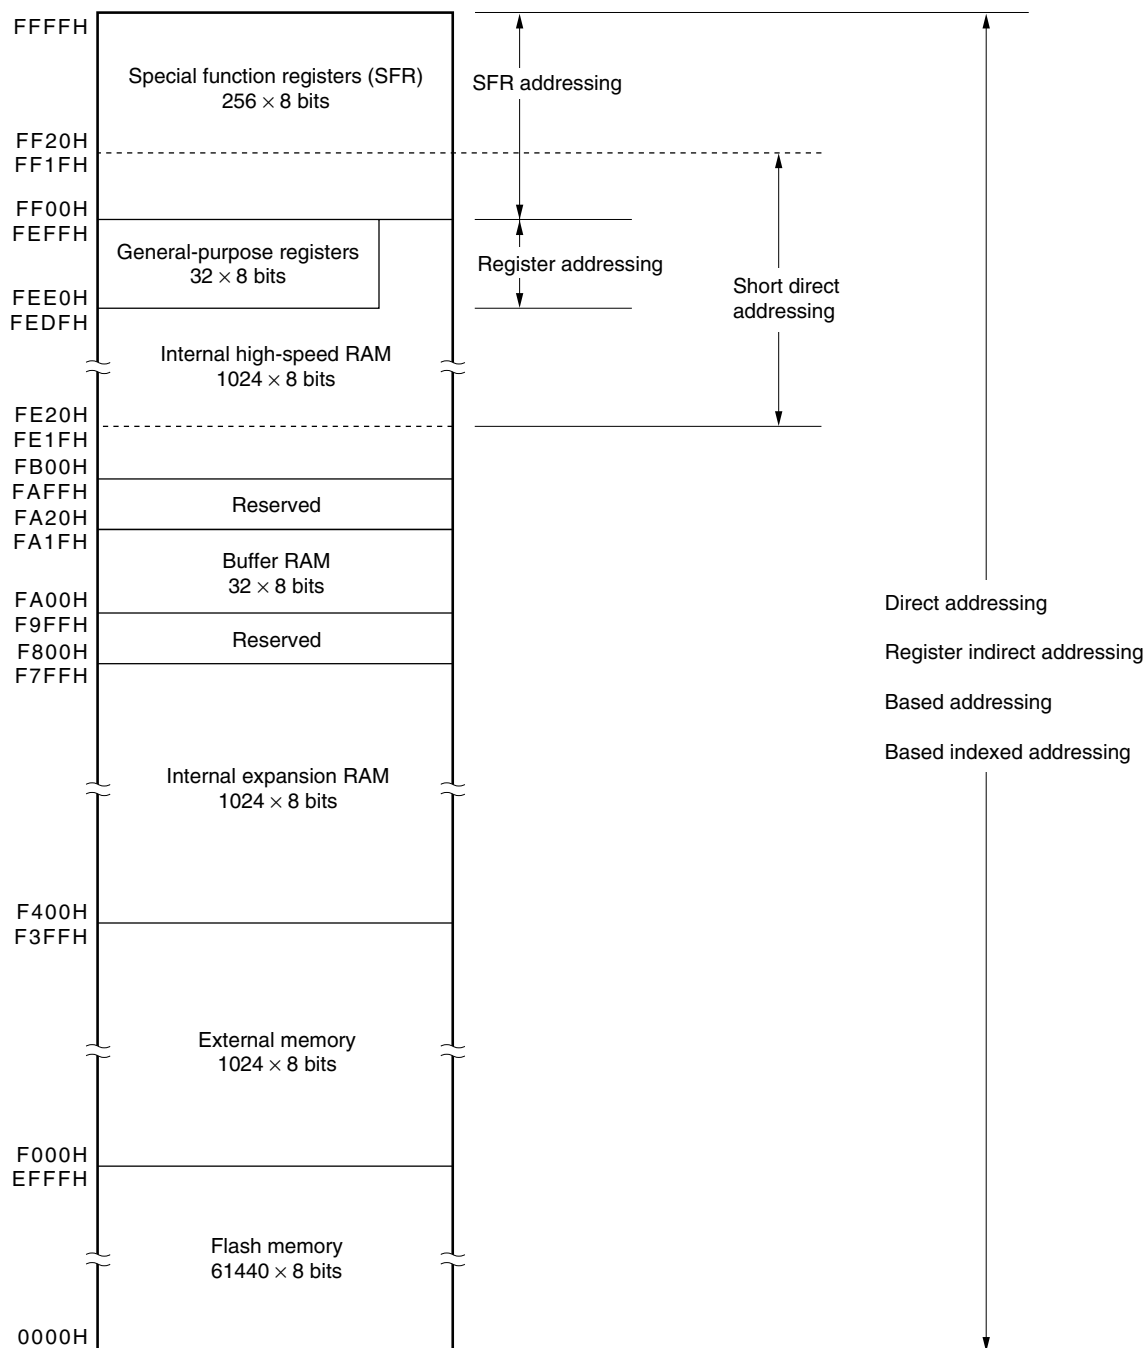 FFFFH
Special function registers (SFR)
256 × 8 bits
SFR addressing
FF20H
FF1FH
FF00H
FEFFH
General-purpose registers
32 × 8 bits
Register addressing
Short direct
addressing
FEE0H
FEDFH
Internal high-speed RAM
1024 × 8 bits
FE20H
FE1FH
FB00H
FAFFH
Reserved
FA20H
FA1FH
Buffer RAM
32 × 8 bits
FA00H
F9FFH
Reserved
F800H
F7FFH
Direct addressing
Register indirect addressing
Based addressing
Based indexed addressing
Internal expansion RAM
1024 × 8 bits
F400H
F3FFH
External memory
1024 × 8 bits
F000H
EFFFH
Flash memory
61440 × 8 bits
0000H